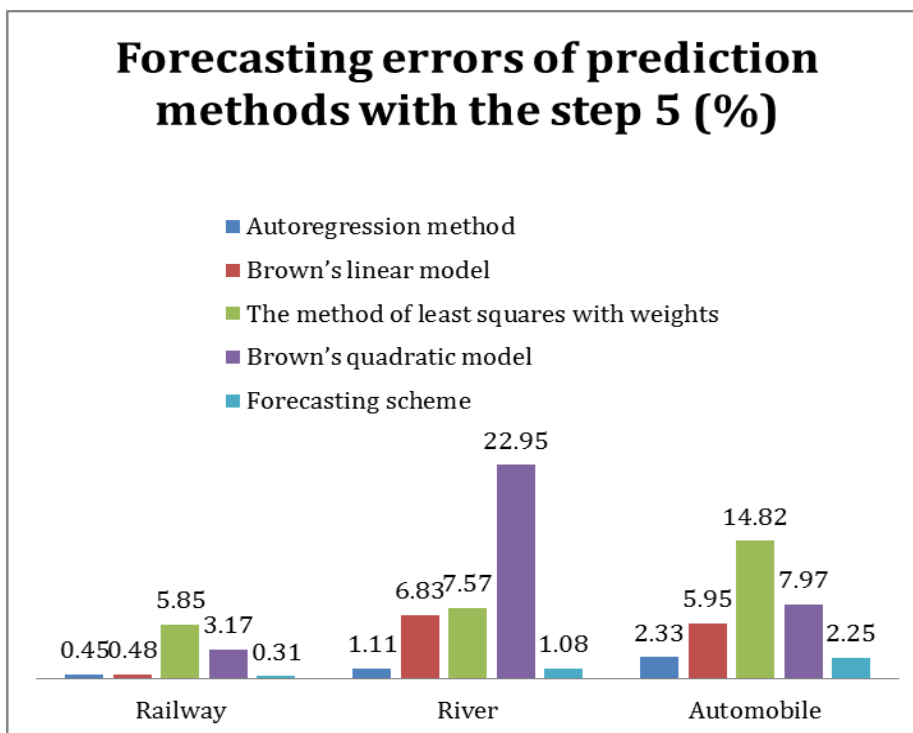 Forecasting errors of prediction
methods with the step 5 (%)
Autoregression method
Brown’s linear model
The method of least squares with weights
Brown’s quadratic model
Forecasting scheme
0.45 0.48 5.85 3.17 0.31
1.11 6.83 7.57 22.95 1.08
2.33 5.95 14.82 7.97 2.25
Railway River Automobile